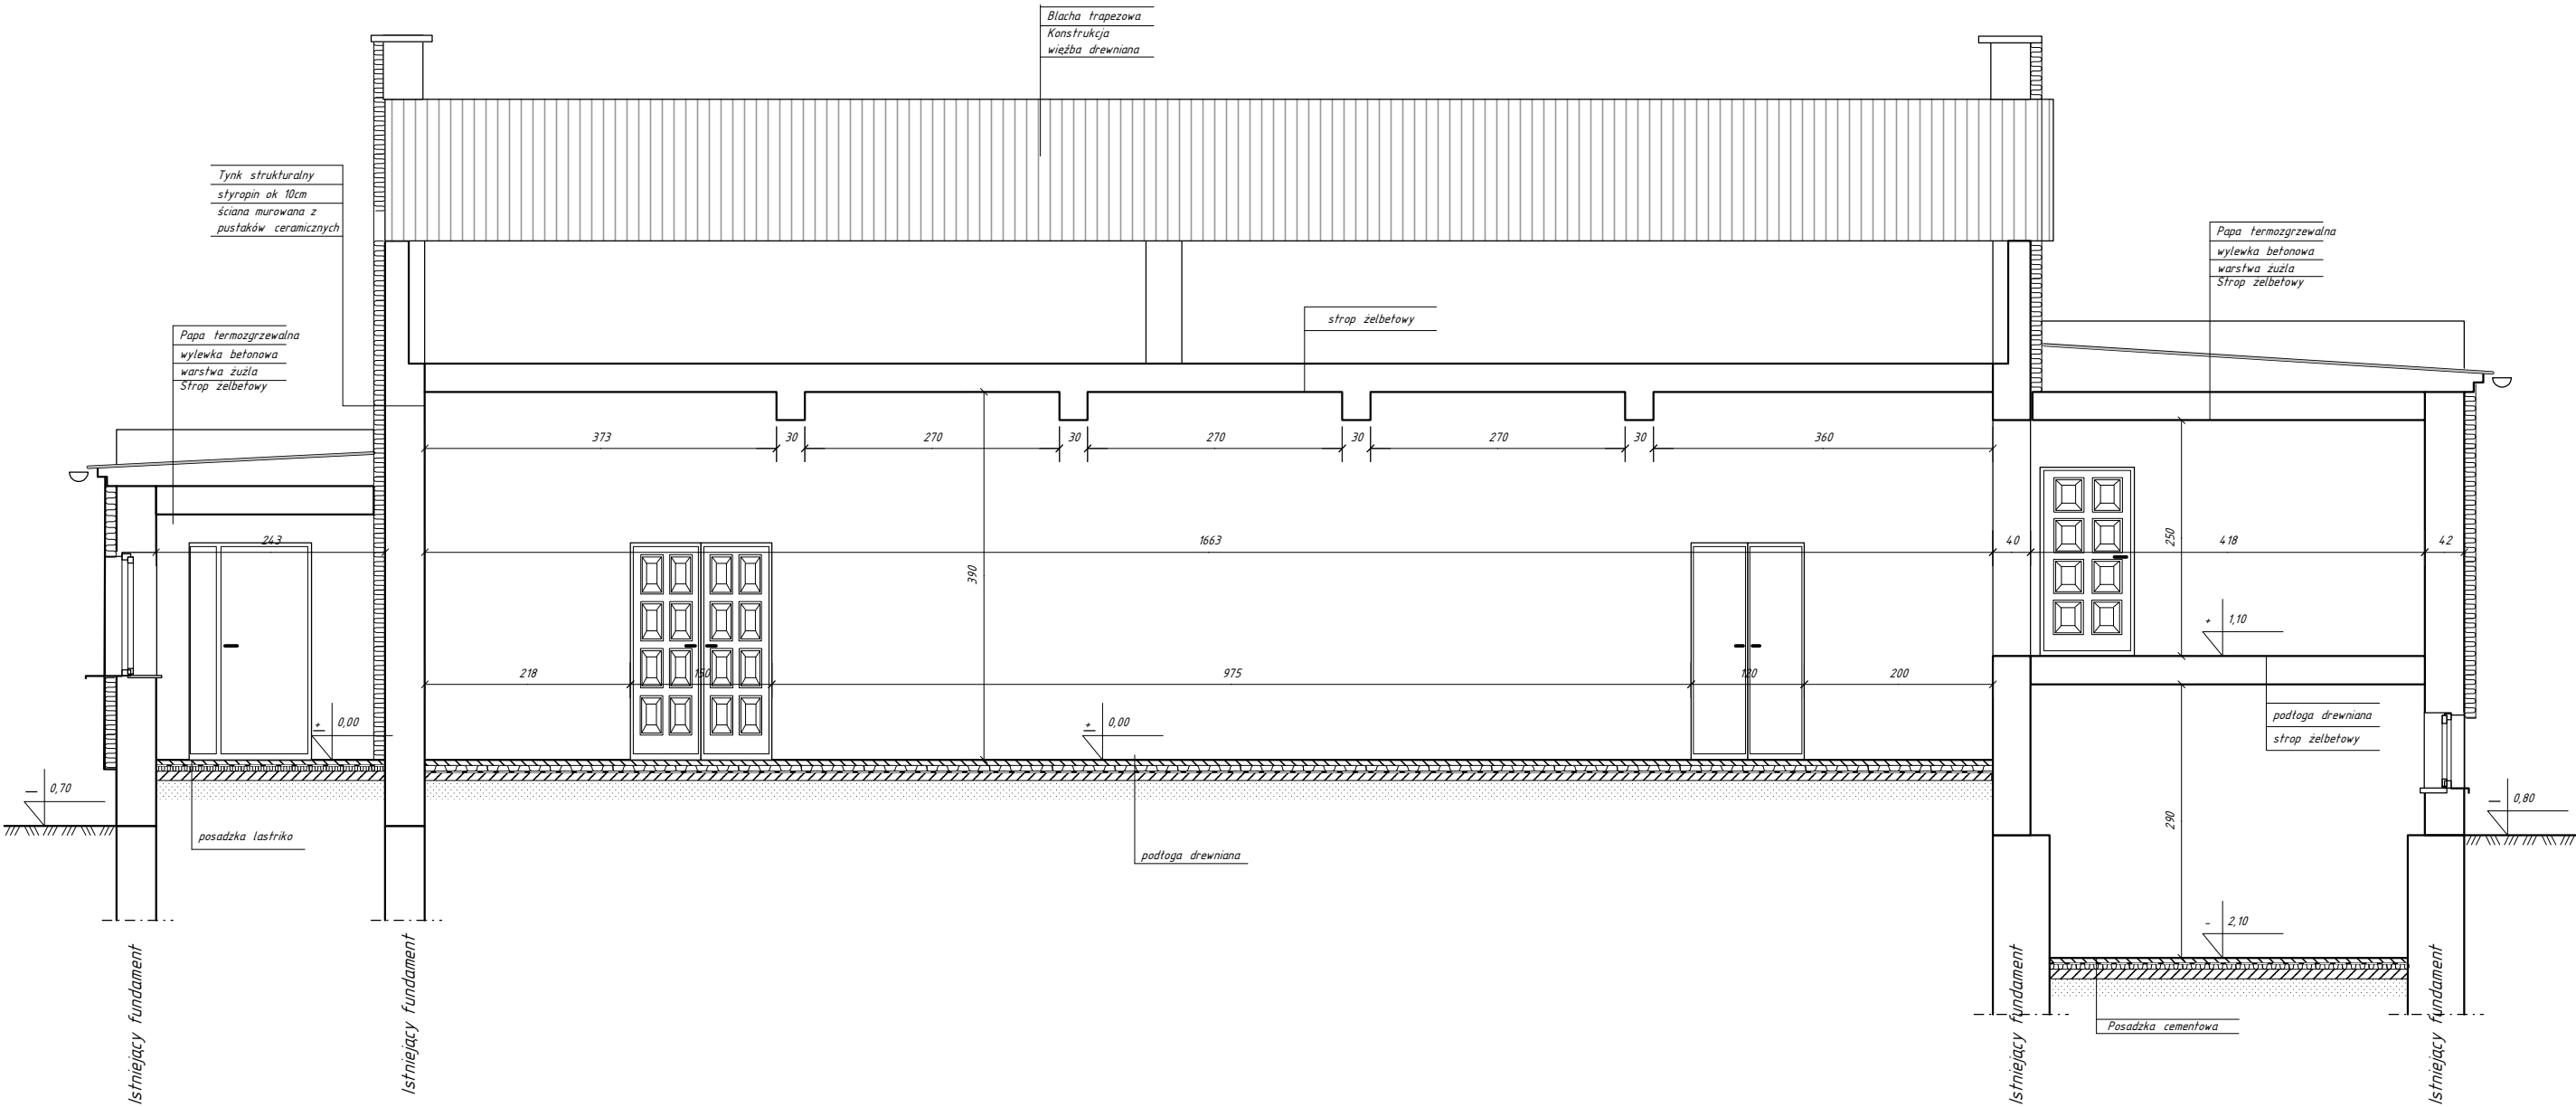 Blacha trapezowa
Konstrukcja
więźba drewniana
Tynk strukturalny
styropin ok 10cm
ściana murowana z
pustaków ceramicznych
Papa termozgrzewalna
wylewka betonowa
warstwa żużla
Strop żelbetowy
strop żelbetowy
Papa termozgrzewalna
wylewka betonowa
warstwa żużla
Strop żelbetowy
373 30 270 30 270 30 270 30 360
243 1663 40 418 42
390
250
+ 1,10
218 150 975 120 200
± 0,00
± 0,00
podłoga drewniana
strop żelbetowy
— 0,70
— 0,80
290
posadzka lastriko
podłoga drewniana
- 2,10
Posadzka cementowa
Istniejący fundament
Istniejący fundament
Istniejący fundament
Istniejący fundament